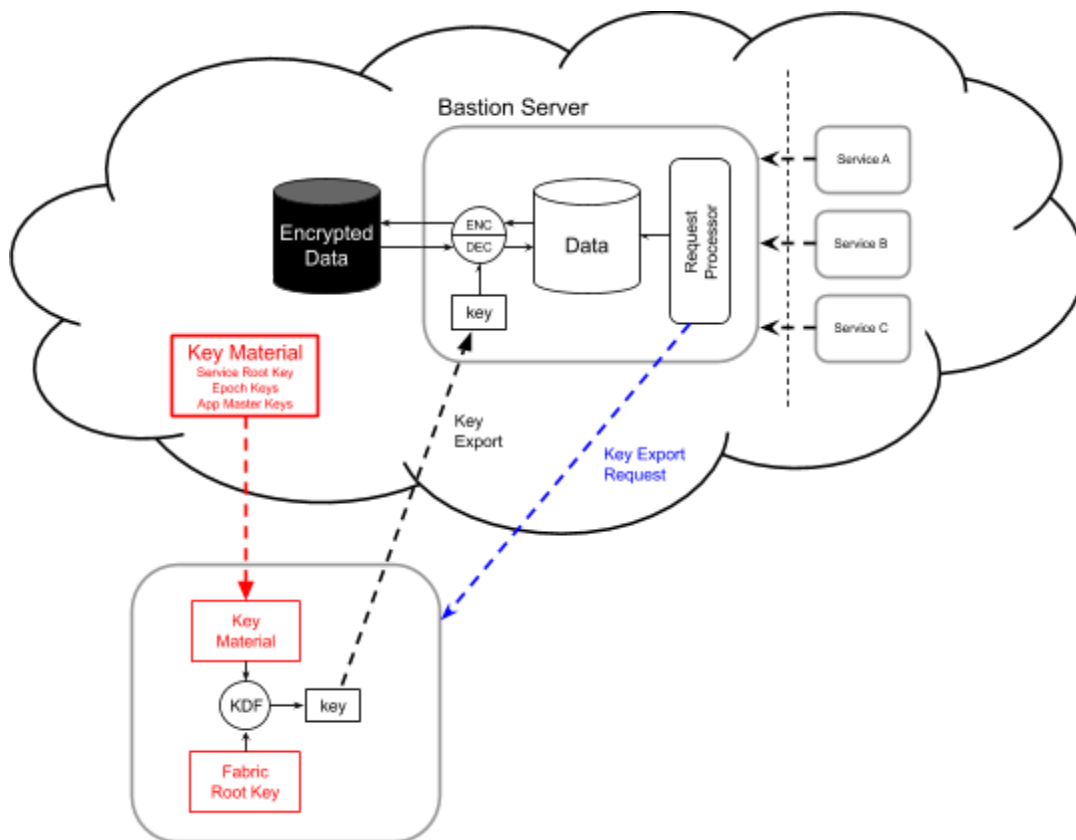 Bastion Server
Service A
ENC
DEC
Encrypted
Data
Data
Request
Processor
Service B
key
Service C
Key Material
Service Root Key
Epoch Keys
App Master Keys
Key
Export
Key Export
Request
Key
Material
KDF
key
Fabric
Root Key